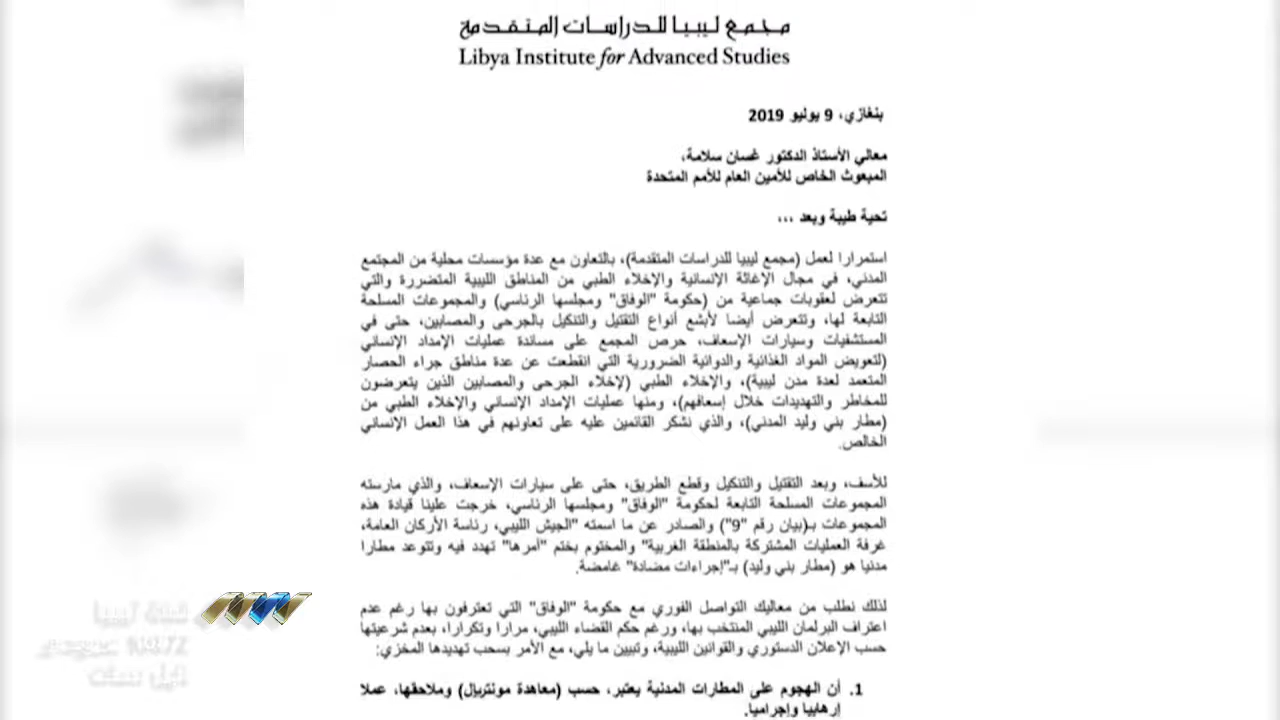 مجمع ليبيا للدراسات المتقدمة
Libya Institute for Advanced Studies
بنغازي، 9 يوليو 2019
معالي الأستاذ الدكتور غسان سلامة،
المبعوث الخاص للأمين العام للأمم المتحدة
تحية طيبة وبعد ...
استمرارا لعمل (مجمع ليبيا للدراسات المتقدمة)، بالتعاون مع عدة مؤسسات محلية من المجتمع
المدني، في مجال الإغاثة الإنسانية والإخلاء الطبي من المناطق الليبية المتضررة والتي
تتعرض لعقوبات جماعية من (حكومة "الوفاق" ومجلسها الرئاسي) والمجموعات المسلحة
التابعة لها، وتتعرض أيضا لأبشع أنواع التقتيل والتنكيل بالجرحى والمصابين، حتى في
المستشفيات وسيارات الإسعاف، حرص المجمع على مساندة عمليات الإمداد الإنساني
(لتعويض المواد الغذائية والدوائية الضرورية التي انقطعت عن عدة مناطق جراء الحصار
المتعمد لعدة مدن ليبية)، والإخلاء الطبي (لإخلاء الجرحى والمصابين الذين يتعرضون
للمخاطر والتهديدات خلال إسعافهم)، ومنها عمليات الإمداد الإنساني والإخلاء الطبي من
(مطار بني وليد المدني)، والذي نشكر القائمين عليه على تعاونهم في هذا العمل الإنساني
الخالص.
للأسف، وبعد التقتيل والتنكيل وقطع الطريق، حتى على سيارات الإسعاف، والذي مارسته
المجموعات المسلحة التابعة لحكومة "الوفاق" ومجلسها الرئاسي، خرجت علينا قيادة هذه
المجموعات بـ(بيان رقم "9") والصادر عن ما اسمته "الجيش الليبي، رئاسة الأركان العامة،
غرفة العمليات المشتركة بالمنطقة الغربية" والمختوم بختم "أمرها" تهدد فيه وتتوعد مطارا
مدنيا هو (مطار بني وليد) بـ"إجراءات مضادة" غامضة.
لذلك نطلب من معاليك التواصل الفوري مع حكومة "الوفاق" التي تعترفون بها رغم عدم
اعتراف البرلمان الليبي المنتخب بها، ورغم حكم القضاء الليبي، مرارا وتكرارا، بعدم شرعيتها
حسب الإعلان الدستوري والقوانين الليبية، وتبيين ما يلي، مع الأمر بسحب تهديدها المخزي:
1. أن الهجوم على المطارات المدنية يعتبر، حسب (معاهدة مونتريال) وملاحقها، عملا
إرهابيا وإجراميا.